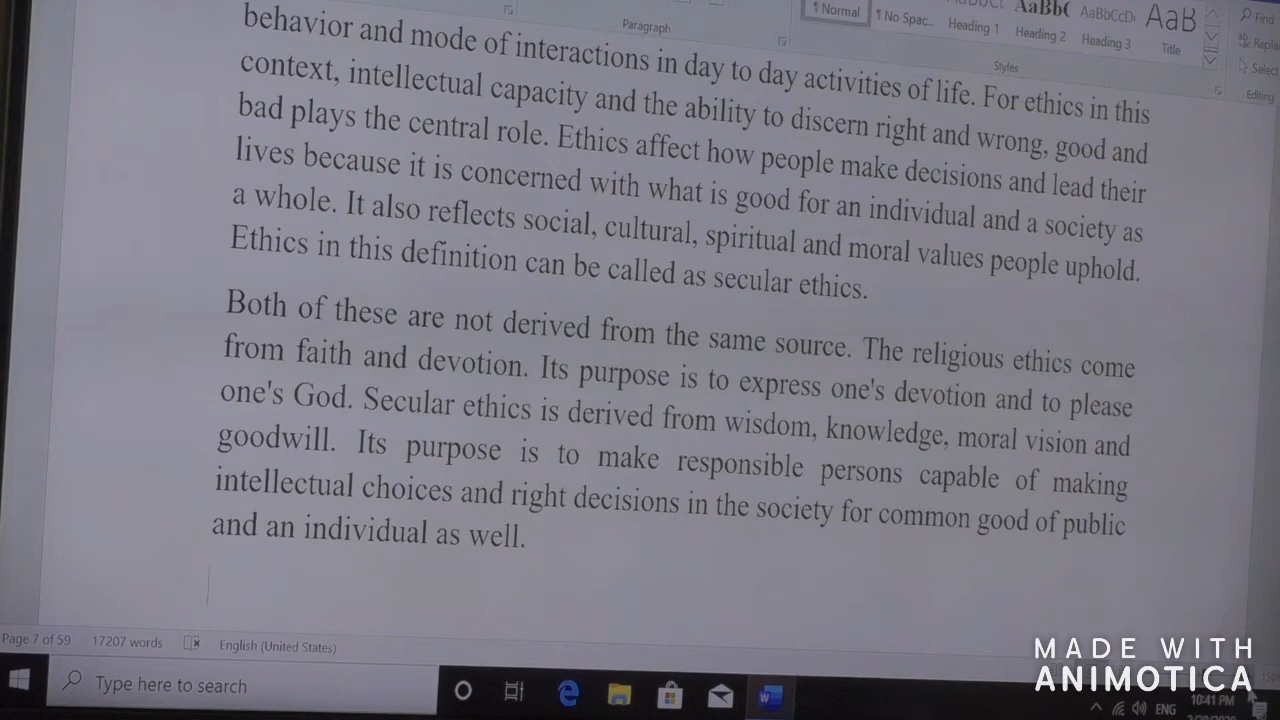 Paragraph
¶ Normal
¶ No Spac...
Heading 1
AaBbC
Heading 2
AaBbCcD
Heading 3
AaB
Title
Styles
Find
Select
Editing
behavior and mode of interactions in day to day activities of life. For ethics in this
context, intellectual capacity and the ability to discern right and wrong, good and
bad plays the central role. Ethics affect how people make decisions and lead their
lives because it is concerned with what is good for an individual and a society as
a whole. It also reflects social, cultural, spiritual and moral values people uphold.
Ethics in this definition can be called as secular ethics.
Both of these are not derived from the same source. The religious ethics come
from faith and devotion. Its purpose is to express one's devotion and to please
one's God. Secular ethics is derived from wisdom, knowledge, moral vision and
goodwill. Its purpose is to make responsible persons capable of making
intellectual choices and right decisions in the society for common good of public
and an individual as well.
Page 7 of 59 17207 words English (United States)
Type here to search
ENG
10:41 PM
MADE WITH
ANIMOTICA